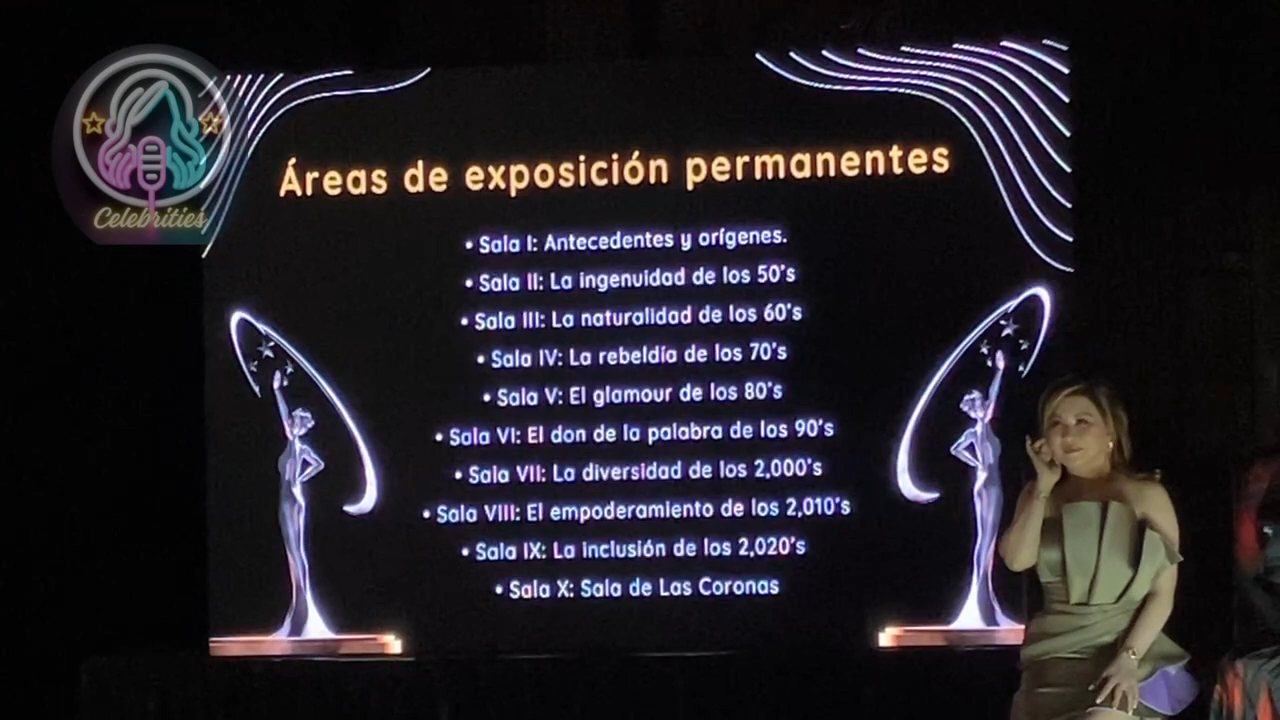 Celebrities
Áreas de exposición permanentes
• Sala I: Antecedentes y orígenes.
• Sala II: La ingenuidad de los 50's
• Sala III: La naturalidad de los 60's
• Sala IV: La rebeldía de los 70's
• Sala V: El glamour de los 80's
• Sala VI: El don de la palabra de los 90's
• Sala VII: La diversidad de los 2,000's
• Sala VIII: El empoderamiento de los 2,010's
• Sala IX: La inclusión de los 2,020's
• Sala X: Sala de Las Coronas